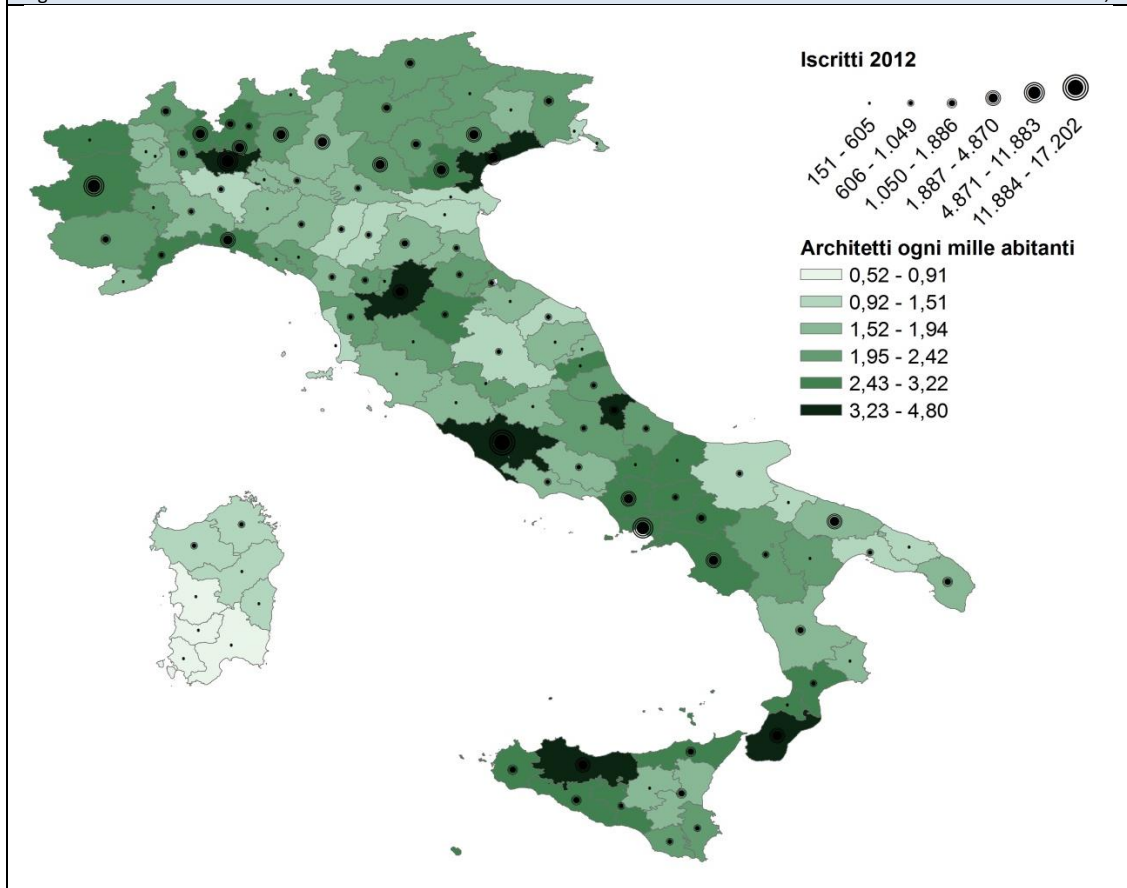 Iscritti 2012
151 - 605
606 - 1.049
1.050 - 1.886
1.887 - 4.870
4.871 - 11.883
11.884 - 17.202
Architetti ogni mille abitanti
0,52 - 0,91
0,92 - 1,51
1,52 - 1,94
1,95 - 2,42
2,43 - 3,22
3,23 - 4,80